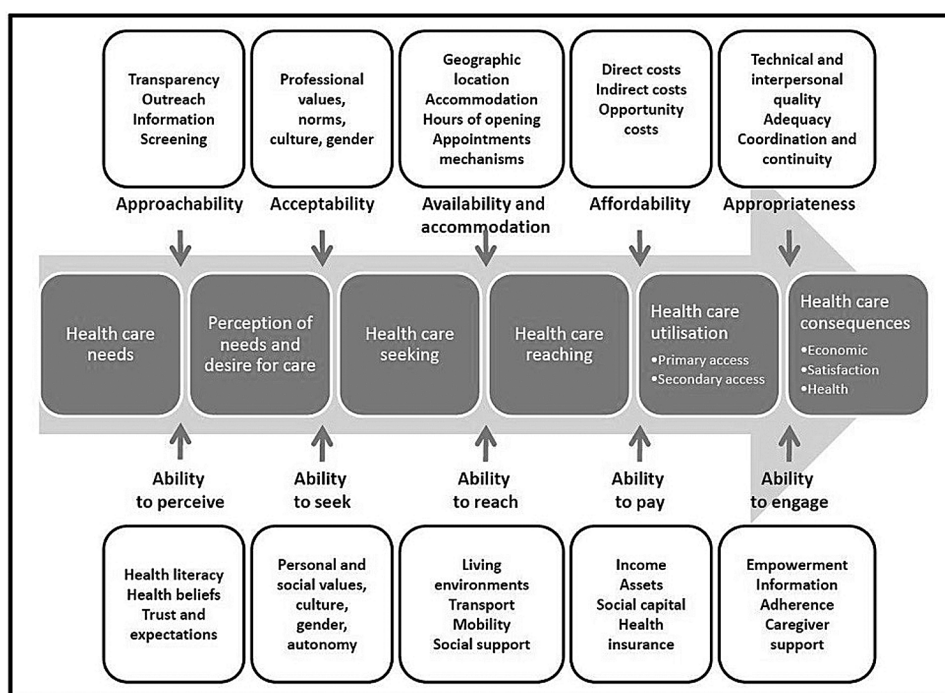 Transparency
Outreach
Information
Screening
Professional
values,
norms,
culture, gender
Geographic
location
Accommodation
Hours of opening
Appointments
mechanisms
Direct costs
Indirect costs
Opportunity
costs
Technical and
interpersonal
quality
Adequacy
Coordination and
continuity
Approachability
Acceptability
Availability and
accommodation
Affordability
Appropriateness
Health care
needs
Perception of
needs and
desire for care
Health care
seeking
Health care
reaching
Health care
utilisation
•Primary access
•Secondary access
Health care
consequences
•Economic
•Satisfaction
•Health
Ability
to perceive
Ability
to seek
Ability
to reach
Ability
to pay
Ability
to engage
Health literacy
Health beliefs
Trust and
expectations
Personal and
social values,
culture,
gender,
autonomy
Living
environments
Transport
Mobility
Social support
Income
Assets
Social capital
Health
insurance
Empowerment
Information
Adherence
Caregiver
support